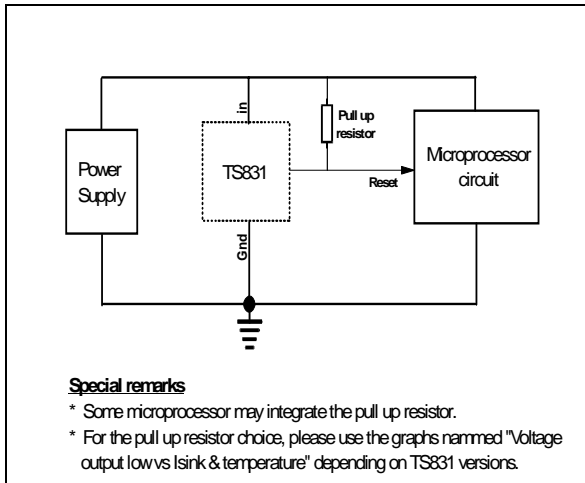 in
Pull up
resistor
Power
Supply
TS831
Microprocessor
circuit
Reset
Gnd
Special remarks
* Some microprocessor may integrate the pull up resistor.
* For the pull up resistor choice, please use the graphs nammed "Voltage
output low vs Isink & temperature" depending on TS831 versions.